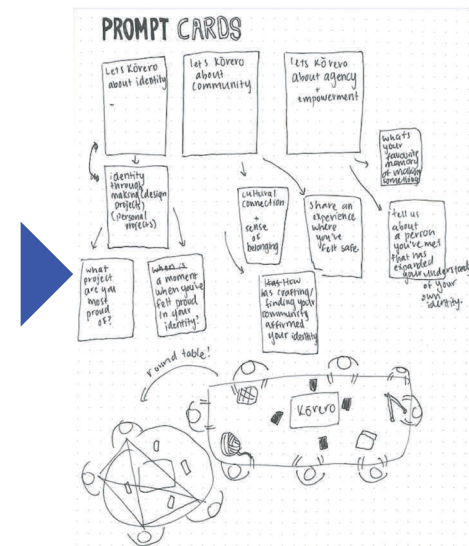 PROMPT CARDS
Lets Kōrero
about identity
lets Kōrero
about
community
lets Kōrero
about agency
+
empowerment
whats
your
favourite
memory
of making
something
identity
through
making (design
projects)
(personal
projects)
cultural
connection
+
sense
of
belonging
share an
experience
where
you've
felt safe.
tell us
about
a person
you've met
that has
expanded
your understand
of your
own
identity.
what
project
are you
most
proud
of?
when is
a moment
when you've
felt proud
in your
identity?
How
has crafting/
finding your
community
affirmed
your identity
round table!
Kōrero